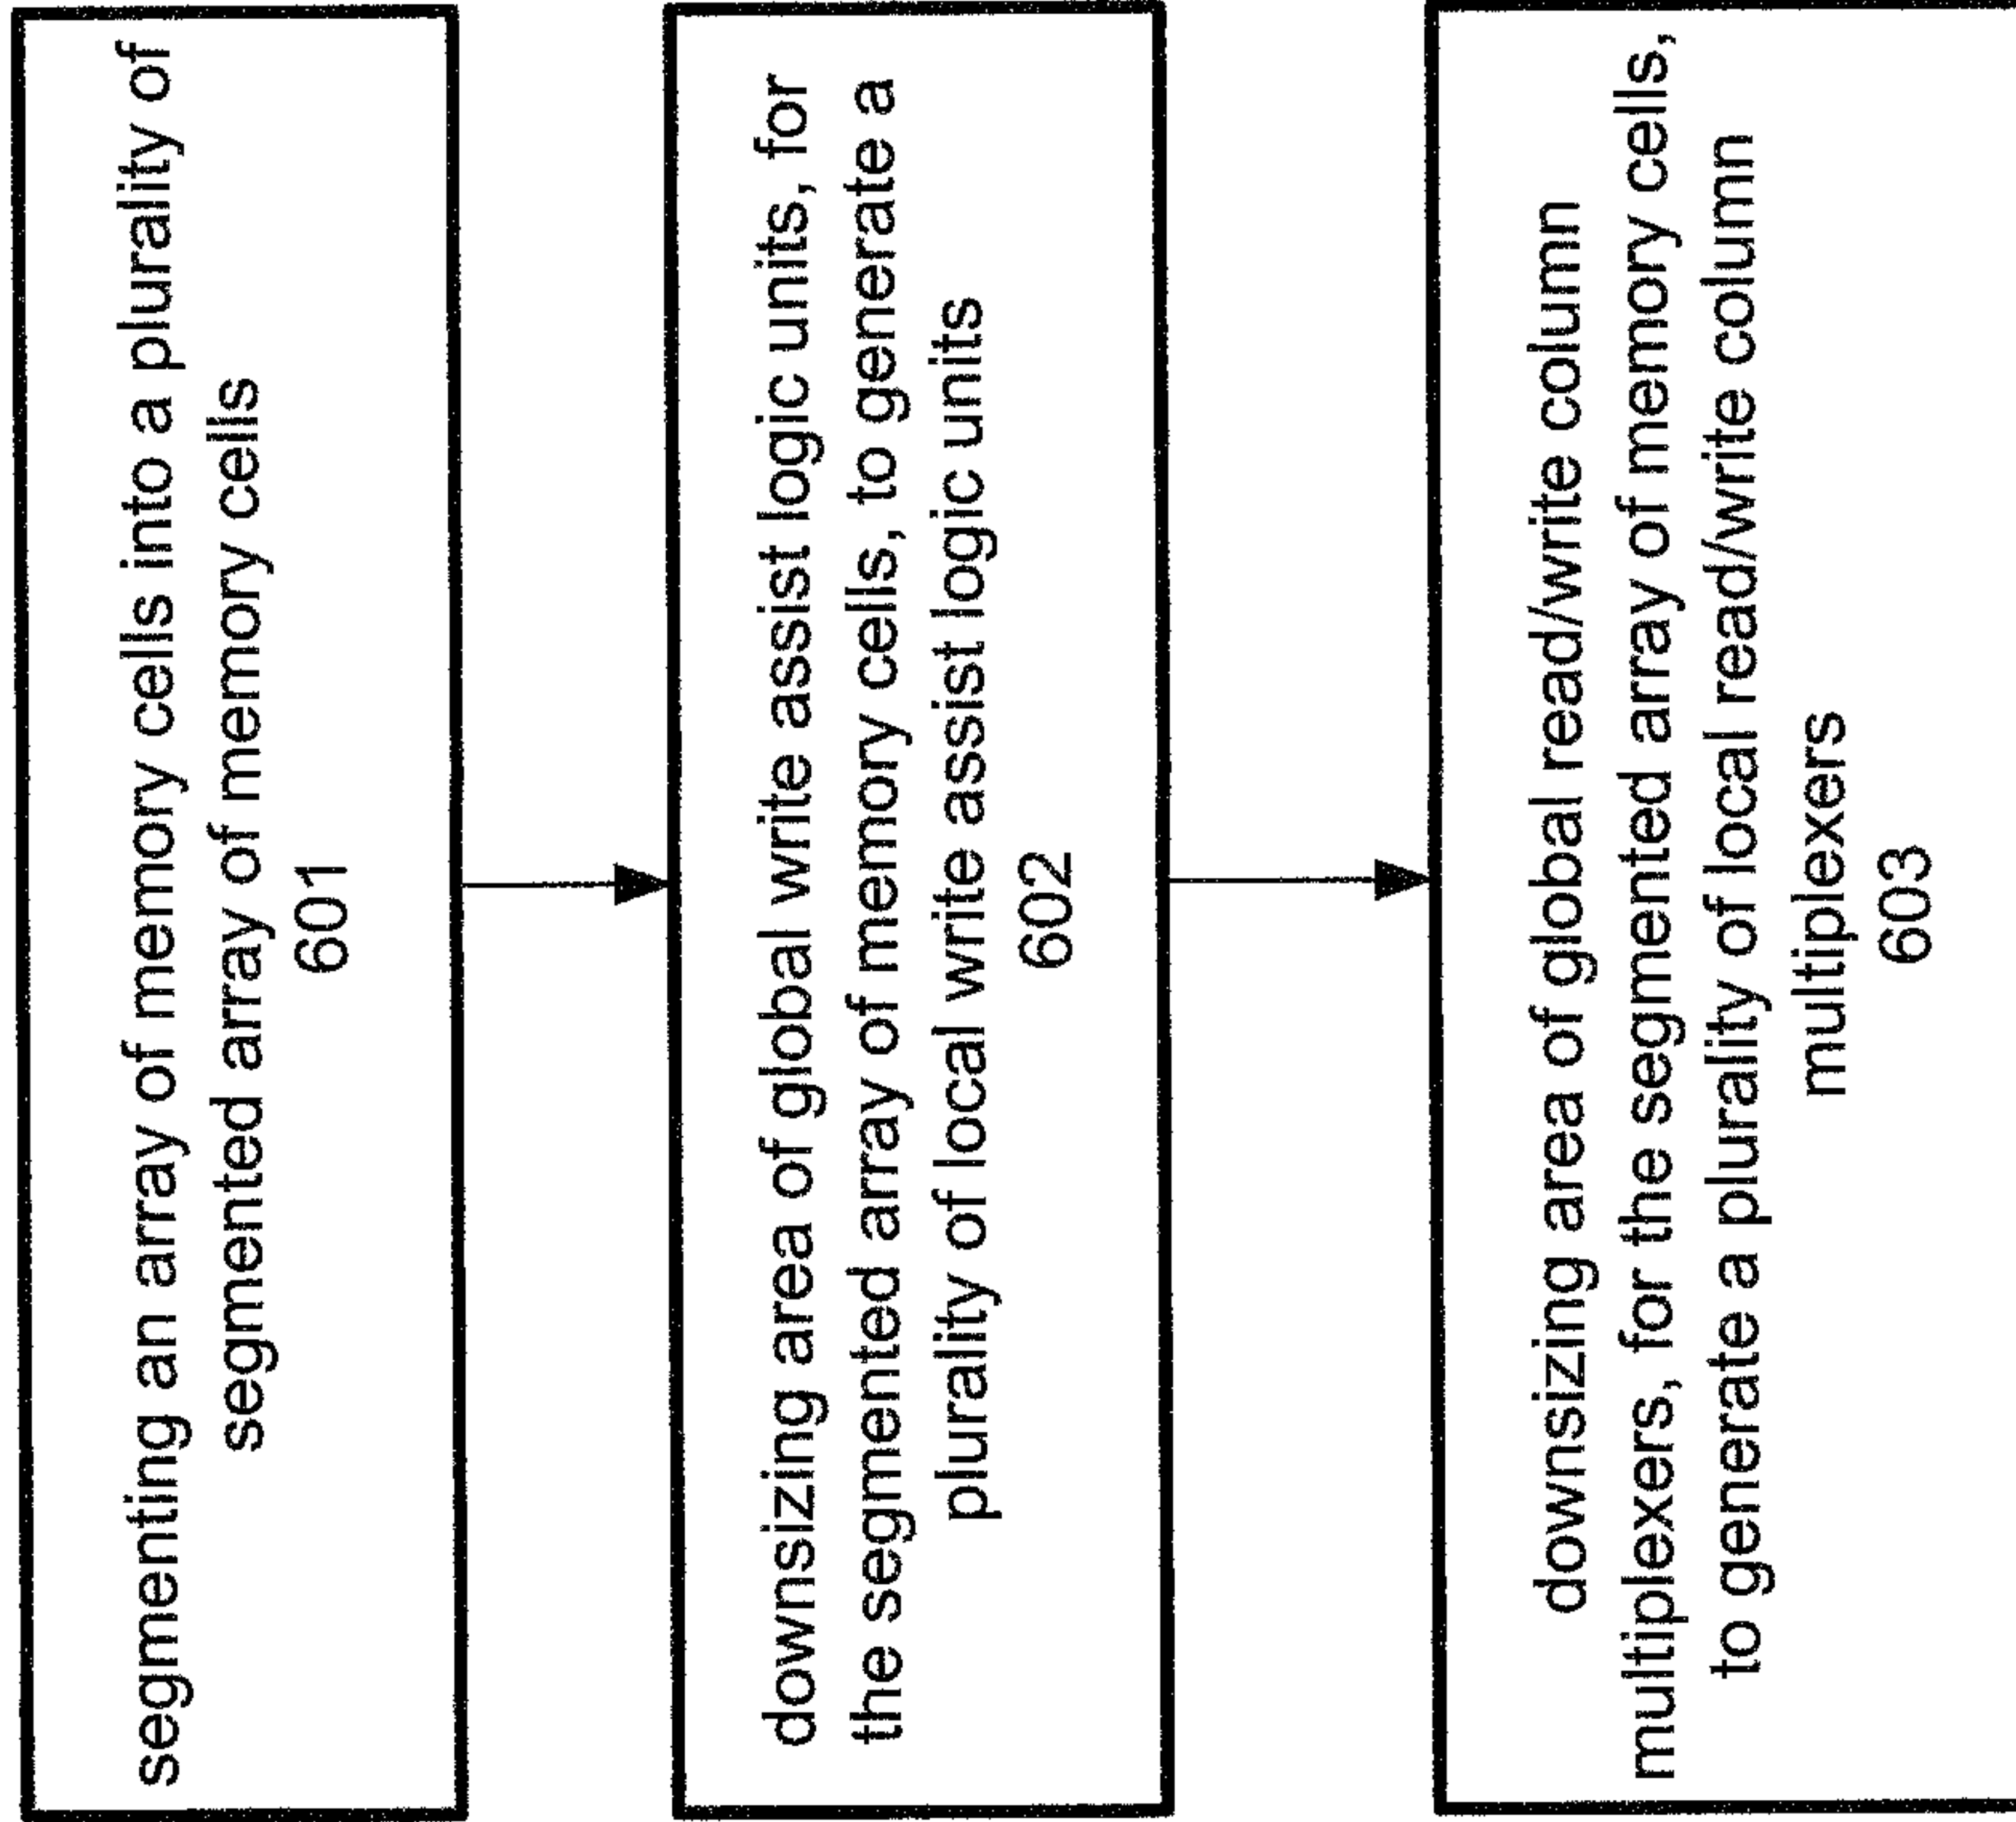 segmenting an array of memory cells into a plurality of
segmented array of memory cells
601
downsizing area of global write assist logic units, for
the segmented array of memory cells, to generate a
plurality of local write assist logic units
602
downsizing area of global read/write column
multiplexers, for the segmented array of memory cells,
to generate a plurality of local read/write column
multiplexers
603